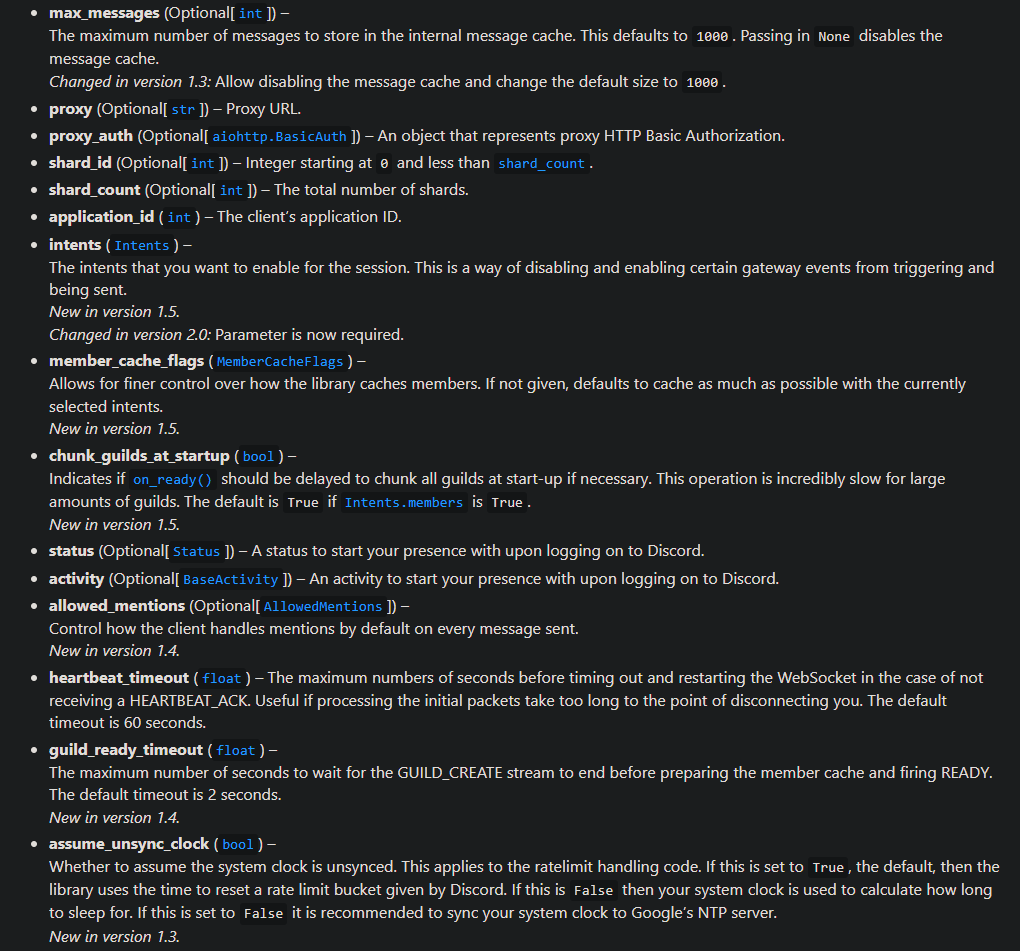 • max_messages (Optional[ int ]) –
The maximum number of messages to store in the internal message cache. This defaults to 1000 . Passing in None disables the
message cache.
Changed in version 1.3: Allow disabling the message cache and change the default size to 1000 .
• proxy (Optional[ str ]) – Proxy URL.
• proxy_auth (Optional[ aiohttp.BasicAuth ]) – An object that represents proxy HTTP Basic Authorization.
• shard_id (Optional[ int ]) – Integer starting at 0 and less than shard_count .
• shard_count (Optional[ int ]) – The total number of shards.
• application_id ( int ) – The client’s application ID.
• intents ( Intents ) –
The intents that you want to enable for the session. This is a way of disabling and enabling certain gateway events from triggering and
being sent.
New in version 1.5.
Changed in version 2.0: Parameter is now required.
• member_cache_flags ( MemberCacheFlags ) –
Allows for finer control over how the library caches members. If not given, defaults to cache as much as possible with the currently
selected intents.
New in version 1.5.
• chunk_guilds_at_startup ( bool ) –
Indicates if on_ready() should be delayed to chunk all guilds at start-up if necessary. This operation is incredibly slow for large
amounts of guilds. The default is True if Intents.members is True .
New in version 1.5.
• status (Optional[ Status ]) – A status to start your presence with upon logging on to Discord.
• activity (Optional[ BaseActivity ]) – An activity to start your presence with upon logging on to Discord.
• allowed_mentions (Optional[ AllowedMentions ]) –
Control how the client handles mentions by default on every message sent.
New in version 1.4.
• heartbeat_timeout ( float ) – The maximum numbers of seconds before timing out and restarting the WebSocket in the case of not
receiving a HEARTBEAT_ACK. Useful if processing the initial packets take too long to the point of disconnecting you. The default
timeout is 60 seconds.
• guild_ready_timeout ( float ) –
The maximum number of seconds to wait for the GUILD_CREATE stream to end before preparing the member cache and firing READY.
The default timeout is 2 seconds.
New in version 1.4.
• assume_unsync_clock ( bool ) –
Whether to assume the system clock is unsynced. This applies to the ratelimit handling code. If this is set to True , the default, then the
library uses the time to reset a rate limit bucket given by Discord. If this is False then your system clock is used to calculate how long
to sleep for. If this is set to False it is recommended to sync your system clock to Google’s NTP server.
New in version 1.3.